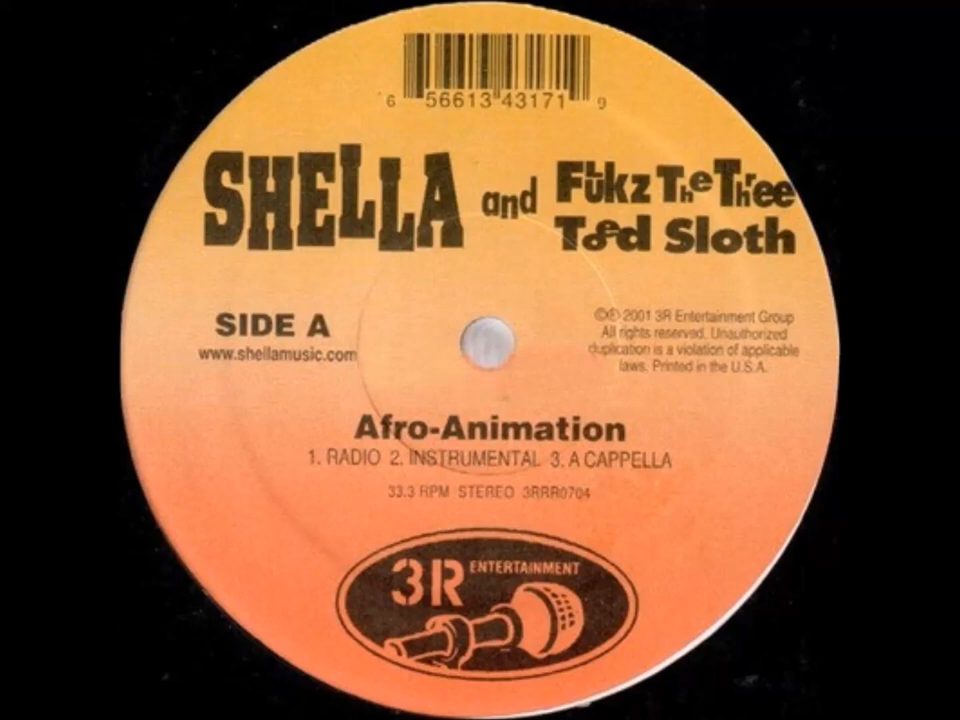 6 56613 43171 9
SHELLA and Fŭkz The Three
Toed Sloth
SIDE A
www.shellamusic.com
©℗ 2001 3R Entertainment Group
All rights reserved. Unauthorized
duplication is a violation of applicable
laws. Printed in the U.S.A.
Afro-Animation
1. RADIO 2. INSTRUMENTAL 3. A CAPPELLA
33.3 RPM STEREO 3RRR0704
3R ENTERTAINMENT